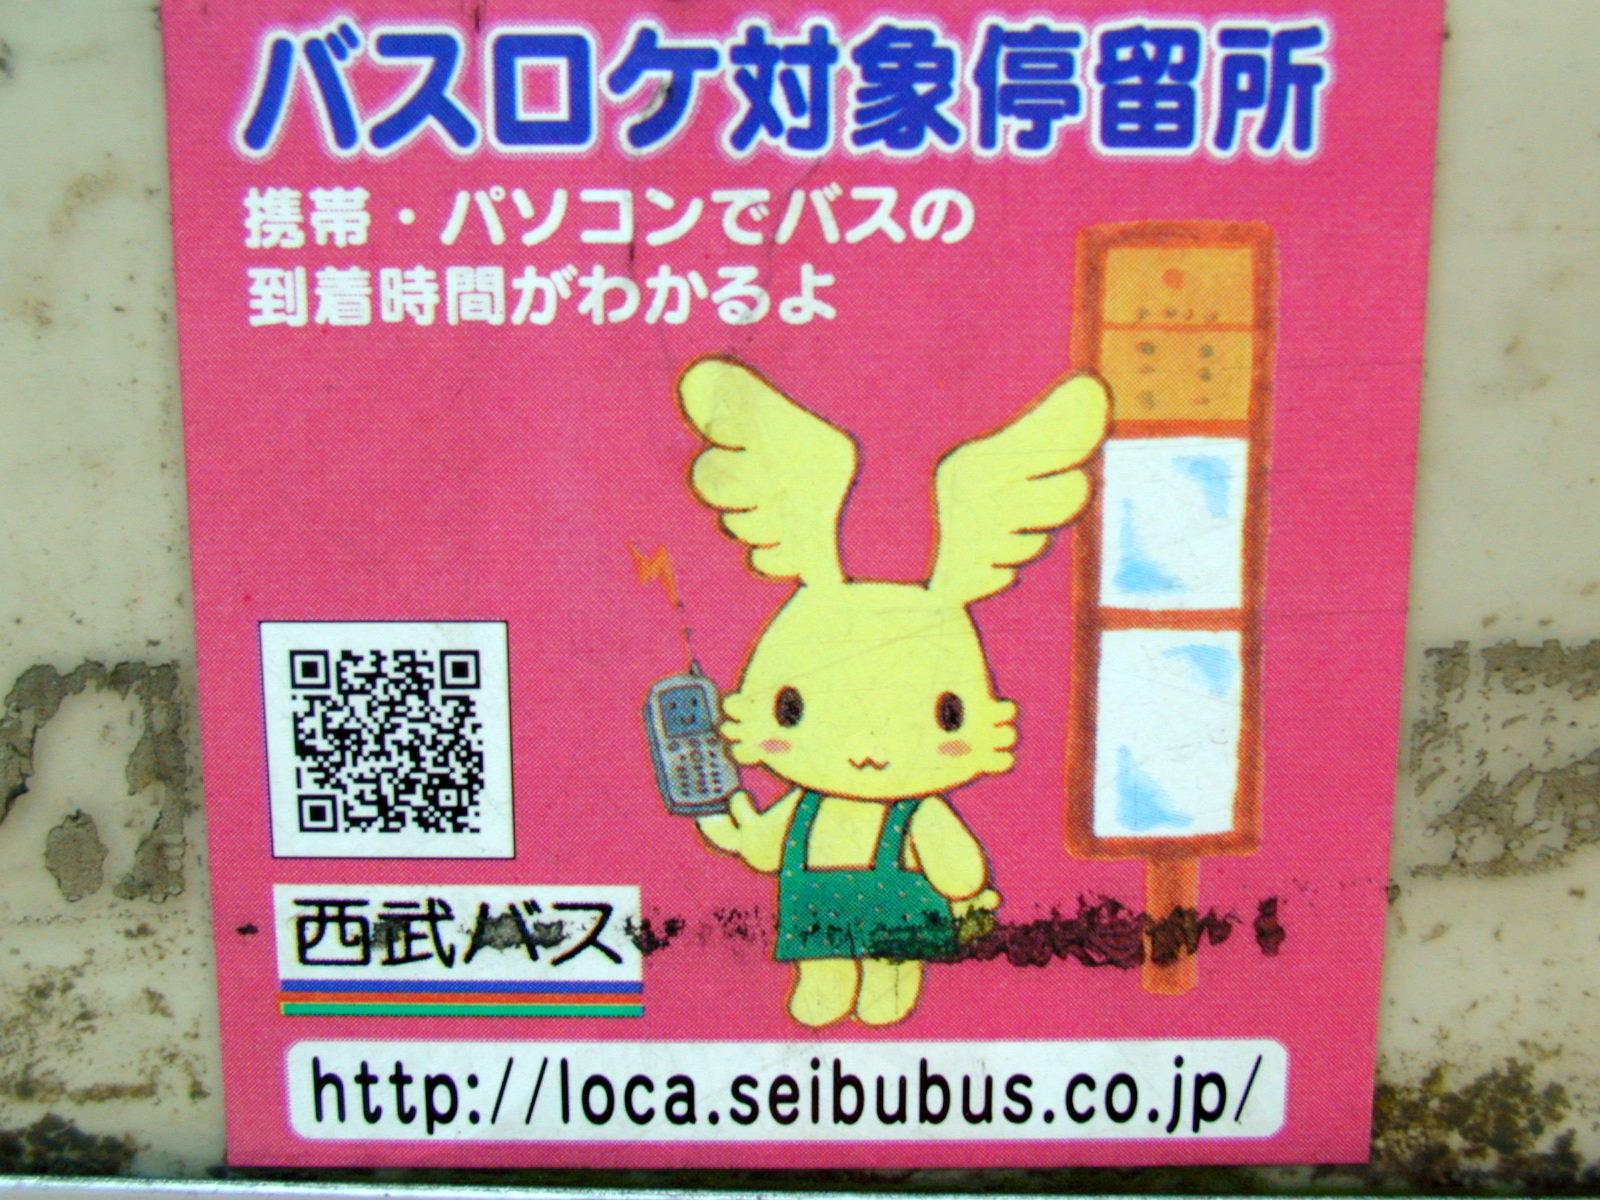 バスロケ対象停留所
携帯・パソコンでバスの
到着時間がわかるよ
西武バス
http://loca.seibubus.co.jp/